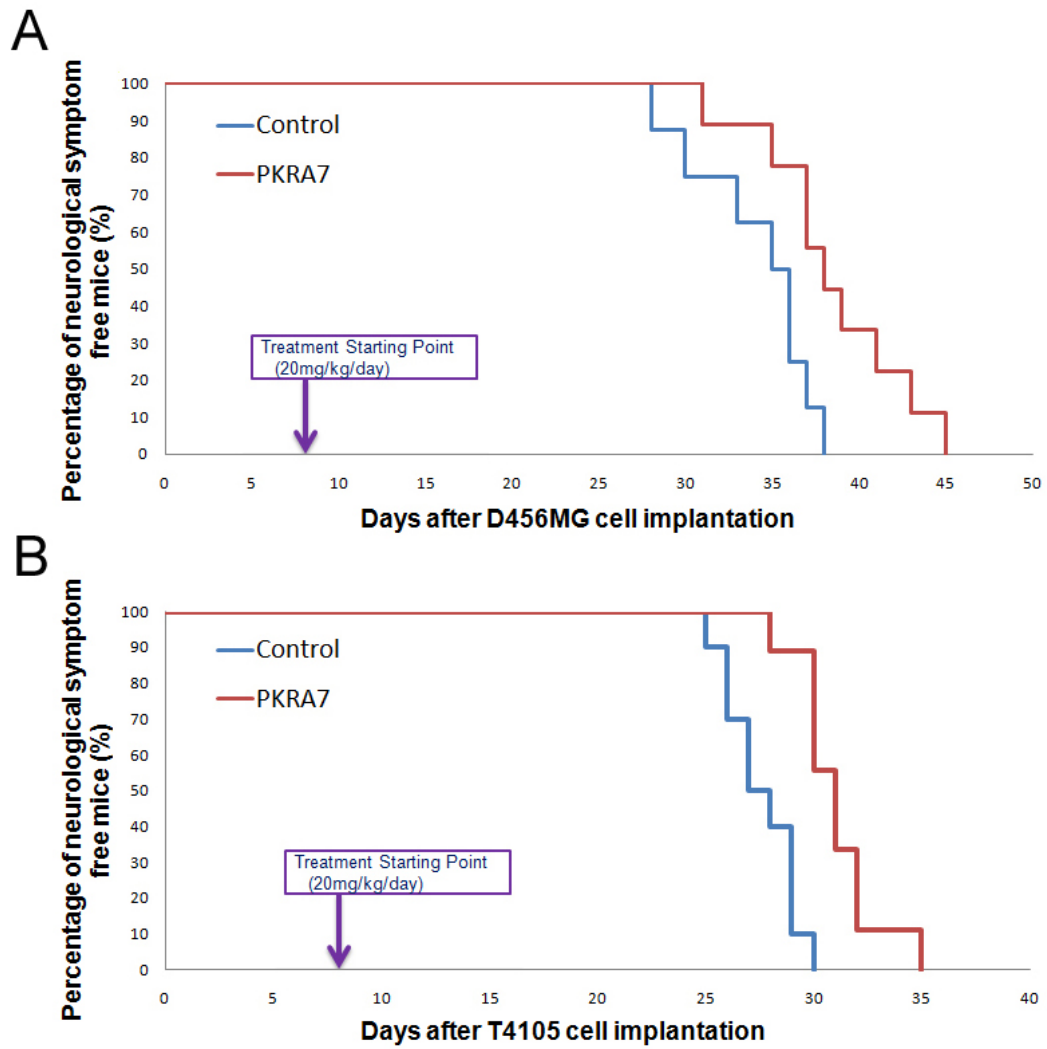 A
Percentage of neurological symptom
free mice (%)
100
90
80
70
60
50
40
30
20
10
0
Control
PKRA7
Treatment Starting Point
(20mg/kg/day)
0 5 10 15 20 25 30 35 40 45 50
Days after D456MG cell implantation
B
Percentage of neurological symptom
free mice (%)
100
90
80
70
60
50
40
30
20
10
0
Control
PKRA7
Treatment Starting Point
(20mg/kg/day)
0 5 10 15 20 25 30 35 40
Days after T4105 cell implantation